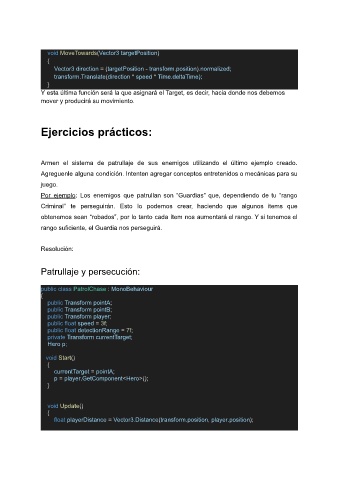 void MoveTowards(Vector3 targetPosition)
{
Vector3 direction = (targetPosition - transform.position).normalized;
transform.Translate(direction * speed * Time.deltaTime);
}
Y esta última función será la que asignará el Target, es decir, hacia donde nos debemos
mover y producirá su movimiento.
Ejercicios prácticos:
Armen el sistema de patrullaje de sus enemigos utilizando el último ejemplo creado.
Agreguenle alguna condición. Intenten agregar conceptos entretenidos o mecánicas para su
juego.
Por ejemplo: Los enemigos que patrullan son “Guardias” que, dependiendo de tu “rango
Criminal” te perseguirán. Esto lo podemos crear, haciendo que algunos items que
obtenemos sean “robados”, por lo tanto cada Item nos aumentará el rango. Y si tenemos el
rango suficiente, el Guardia nos perseguirá.
Resolución:
Patrullaje y persecución:
public class PatrolChase : MonoBehaviour
{
public Transform pointA;
public Transform pointB;
public Transform player;
public float speed = 3f;
public float detectionRange = 7f;
private Transform currentTarget;
Hero p;
void Start()
{
currentTarget = pointA;
p = player.GetComponent<Hero>();
}
void Update()
{
float playerDistance = Vector3.Distance(transform.position, player.position);